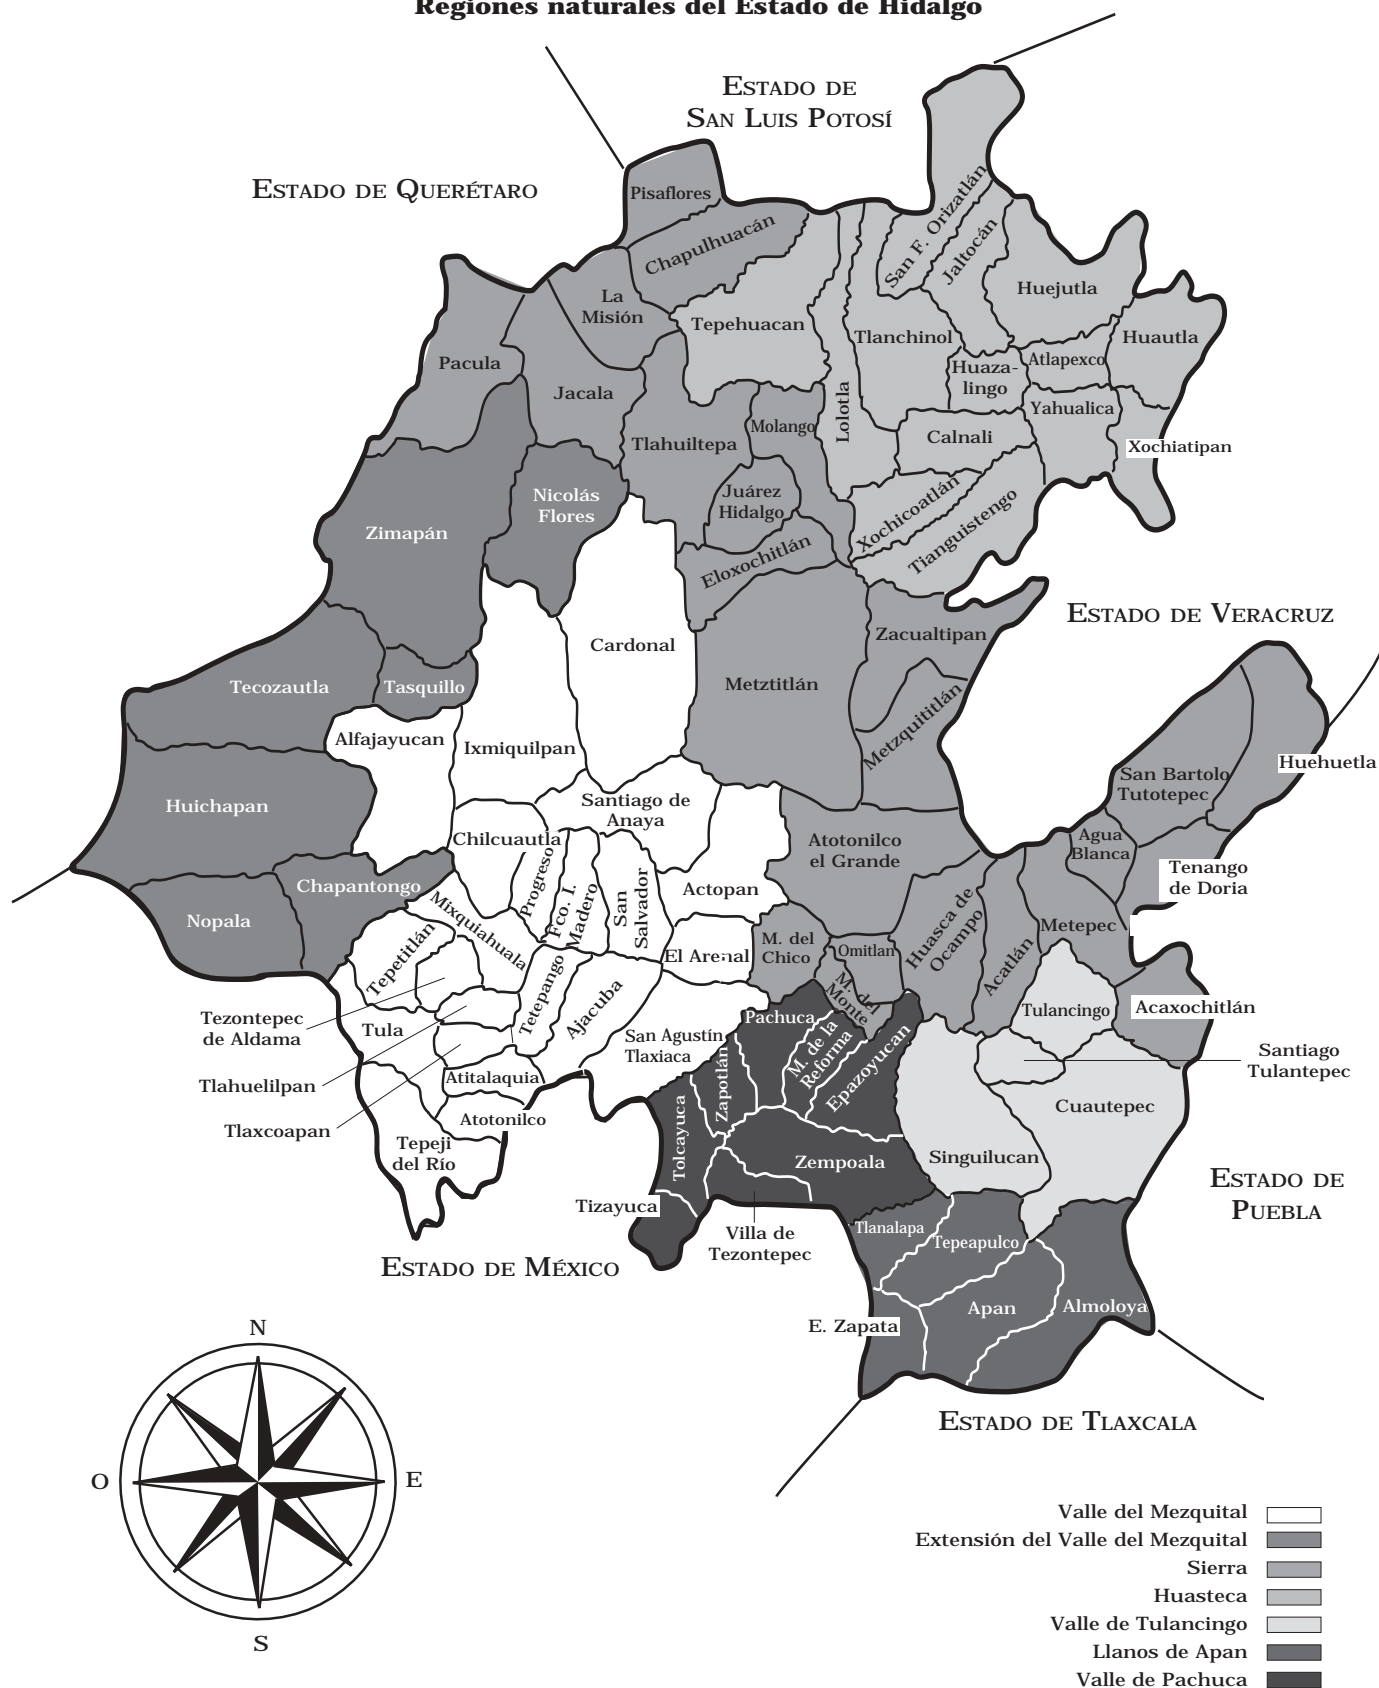 Regiones naturales del Estado de Hidalgo
ESTADO DE
SAN LUIS POTOSÍ
ESTADO DE QUERÉTARO
Pisaflores
Chapulhuacán
San F. Orizatlán
Jaltocán
La
Misión
Huejutla
Tepehuacan
Tlanchinol
Huautla
Pacula
Atlapexco
Huaza-
lingo
Jacala
Lolotla
Yahualica
Molango
Tlahuiltepa
Calnali
Xochiatipan
Nicolás
Flores
Juárez
Hidalgo
Xochicoatlán
Tianguistengo
Zimapán
Eloxochitlán
ESTADO DE VERACRUZ
Zacualtipan
Cardonal
Metztitlán
Tecozautla
Tasquillo
Metzquititlán
Alfajayucan
Ixmiquilpan
Huehuetla
San Bartolo
Tutotepec
Huichapan
Santiago de
Anaya
Chilcuautla
Atotonilco
el Grande
Agua
Blanca
Progreso
Tenango
de Doria
Chapantongo
Actopan
Fco. I.
Madero
San
Salvador
Nopala
Mixquiahuala
Huasca de
Ocampo
Metepec
Tepetitlán
El Arenal
M. del
Chico
Omitlan
Acatlán
M. del
Monte
Tetepango
Ajacuba
Tulancingo
Acaxochitlán
Tezontepec
de Aldama
Tula
Pachuca
San Agustín
Tlaxiaca
M. de la
Reforma
Epazoyucan
Santiago
Tulantepec
Zapotlán
Tlahuelilpan
Atitalaquia
Tolcayuca
Cuautepec
Tlaxcoapan
Atotonilco
Tepeji
del Río
Zempoala
Singuilucan
ESTADO DE
PUEBLA
Tizayuca
Villa de
Tezontepec
Tlanalapa
Tepeapulco
ESTADO DE MÉXICO
Apan
Almoloya
E. Zapata
ESTADO DE TLAXCALA
N
O
E
S
Valle del Mezquital
Extensión del Valle del Mezquital
Sierra
Huasteca
Valle de Tulancingo
Llanos de Apan
Valle de Pachuca